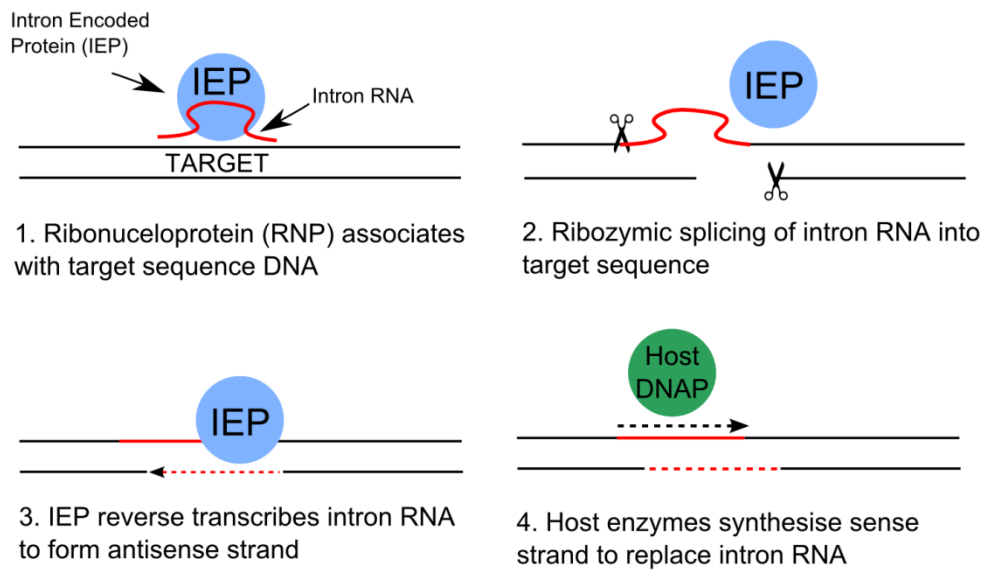 Intron Encoded
Protein (IEP)
IEP
Intron RNA
TARGET
1. Ribonuceloprotein (RNP) associates
with target sequence DNA
IEP
2. Ribozymic splicing of intron RNA into
target sequence
IEP
3. IEP reverse transcribes intron RNA
to form antisense strand
Host
DNAP
4. Host enzymes synthesise sense
strand to replace intron RNA